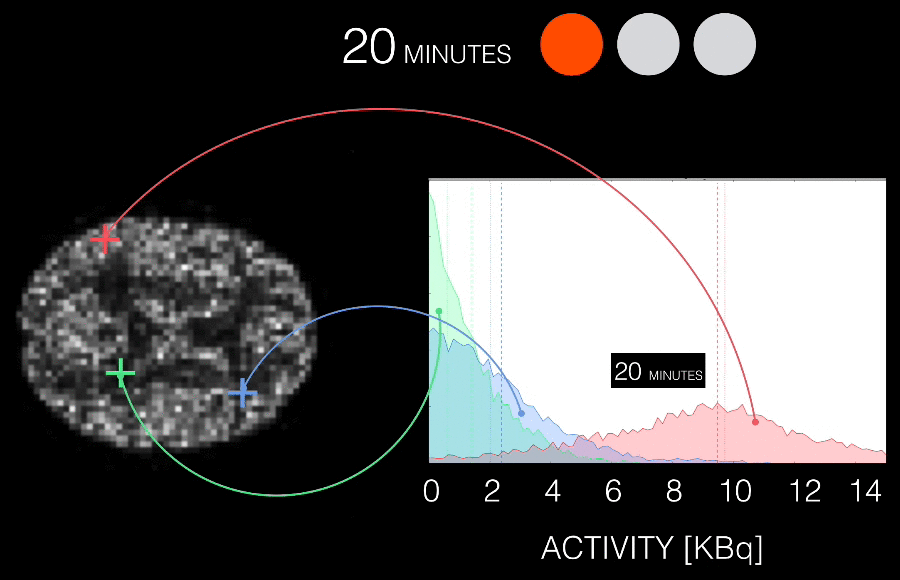 20 MINUTES
20 MINUTES
0 2 4 6 8 10 12 14
ACTIVITY [KBq]